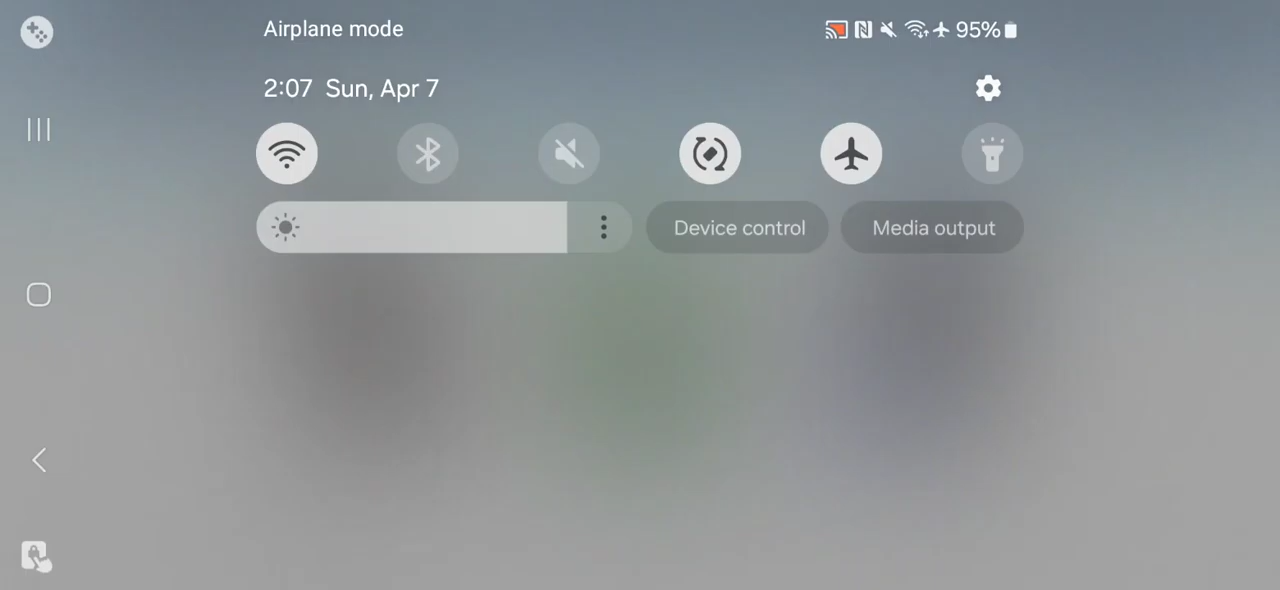 Airplane mode
95%
2:07 Sun, Apr 7
Device control
Media output